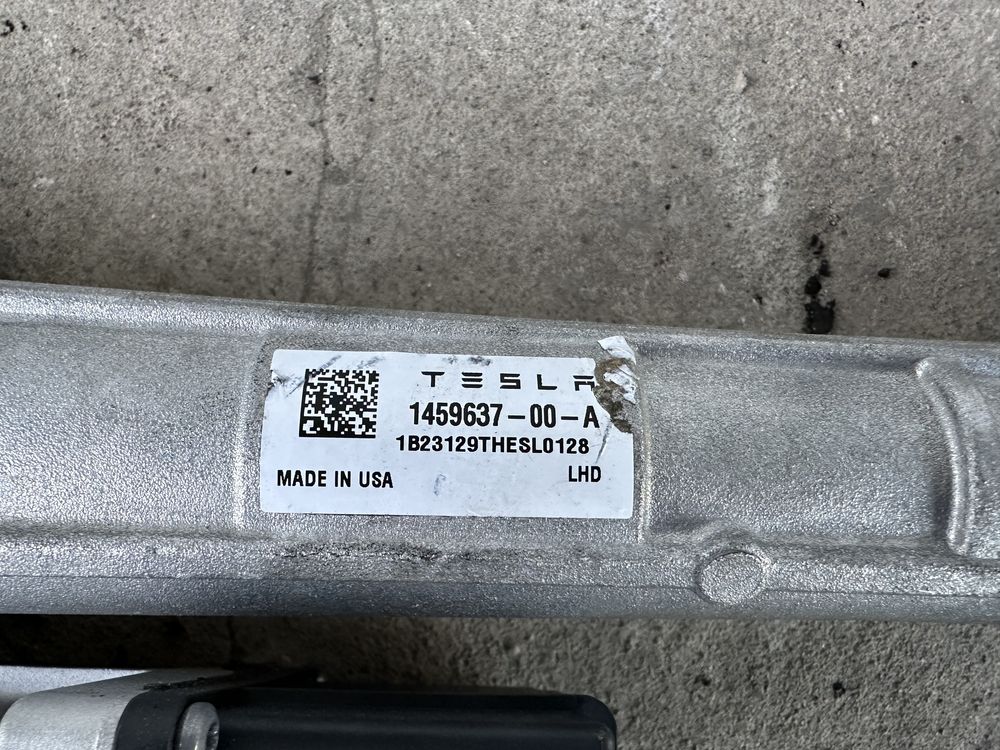 TESLA
1459637-00-A
1B23129THESL0128
MADE IN USA
LHD